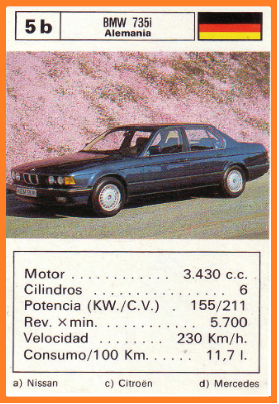 5 b
BMW 735i
Alemania
Motor ............ 3.430 c.c.
Cilindros ................ 6
Potencia (KW./C.V.) . 155/211
Rev. × min. ........... 5.700
Velocidad ........ 230 Km/h.
Consumo/100 Km. ..... 11,7 l.
a) Nissan c) Citroën d) Mercedes